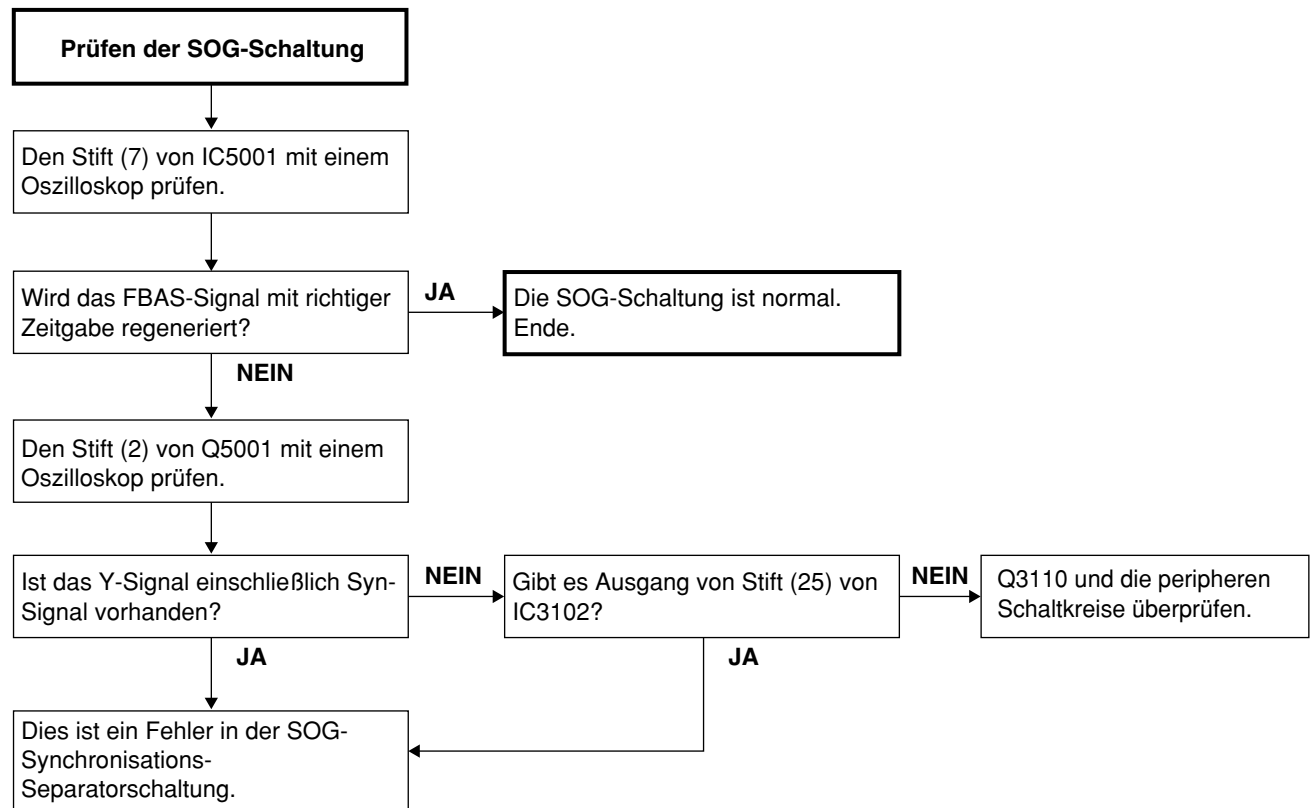 Prüfen der SOG-Schaltung
Den Stift (7) von IC5001 mit einem
Oszilloskop prüfen.
Wird das FBAS-Signal mit richtiger
Zeitgabe regeneriert?
JA
Die SOG-Schaltung ist normal.
Ende.
NEIN
Den Stift (2) von Q5001 mit einem
Oszilloskop prüfen.
Ist das Y-Signal einschließlich Syn-
Signal vorhanden?
NEIN
Gibt es Ausgang von Stift (25) von
IC3102?
NEIN
Q3110 und die peripheren
Schaltkreise überprüfen.
JA
JA
Dies ist ein Fehler in der SOG-
Synchronisations-
Separatorschaltung.